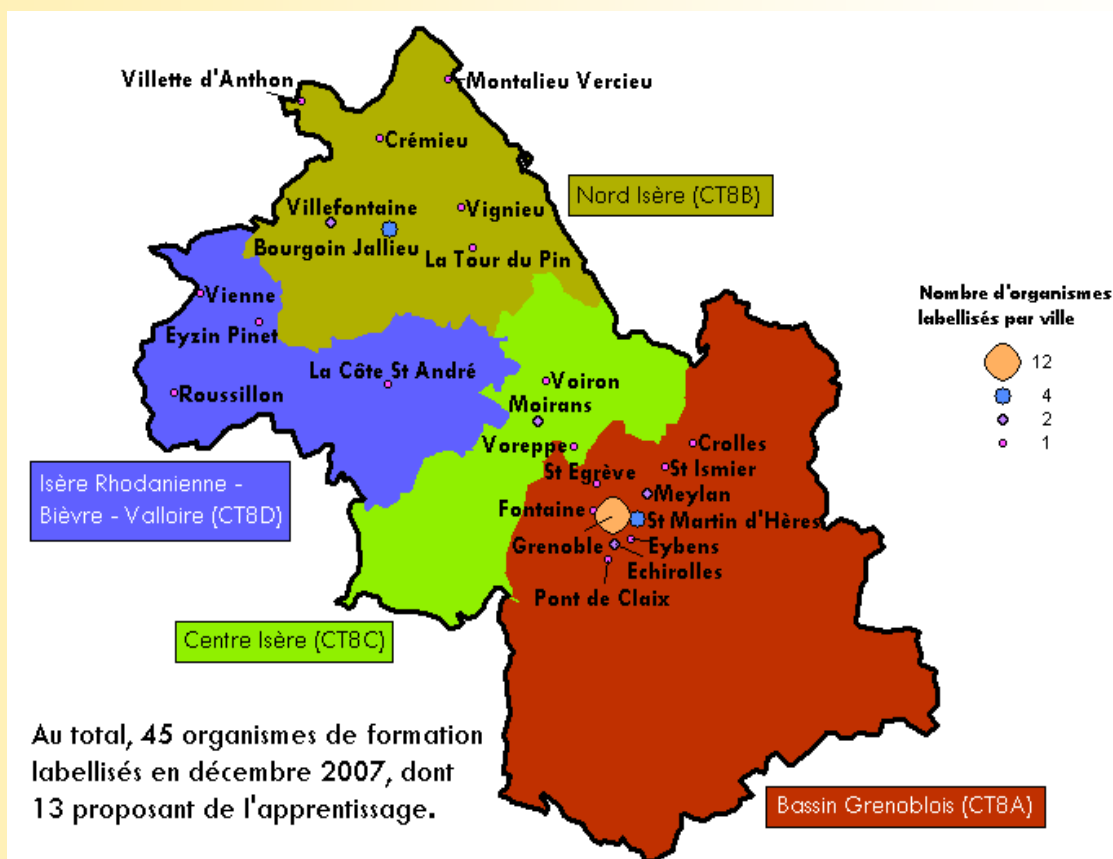 Villette d'Anthon
Montalieu Vercieu
Crémieu
Nord Isère (CT8B)
Villefontaine
Vignieu
Bourgoin Jallieu
La Tour du Pin
Vienne
Eyzin Pinet
La Côte St André
Roussillon
Voiron
Moirans
Voreppe
Crolles
St Ismier
St Egrève
Meylan
Fontaine
St Martin d'Hères
Grenoble
Eybens
Echirolles
Pont de Claix
Nombre d'organismes
labellisés par ville
12
4
2
1
Isère Rhodanienne -
Bièvre - Valloire (CT8D)
Centre Isère (CT8C)
Au total, 45 organismes de formation
labellisés en décembre 2007, dont
13 proposant de l'apprentissage.
Bassin Grenoblois (CT8A)